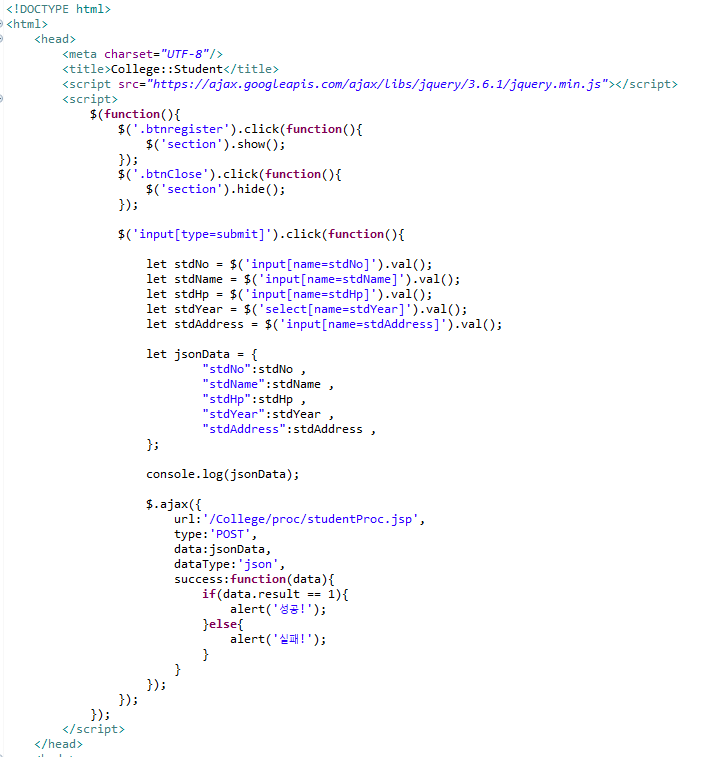 <!DOCTYPE html>
<html>
<head>
<meta charset="UTF-8"/>
<title>College::Student</title>
<script src="https://ajax.googleapis.com/ajax/libs/jquery/3.6.1/jquery.min.js"></script>
<script>
$(function(){
$('.btnregister').click(function(){
$('section').show();
});
$('.btnClose').click(function(){
$('section').hide();
});
$('input[type=submit]').click(function(){
let stdNo = $('input[name=stdNo]').val();
let stdName = $('input[name=stdName]').val();
let stdHp = $('input[name=stdHp]').val();
let stdYear = $('select[name=stdYear]').val();
let stdAddress = $('input[name=stdAddress]').val();
let jsonData = {
"stdNo":stdNo ,
"stdName":stdName ,
"stdHp":stdHp ,
"stdYear":stdYear ,
"stdAddress":stdAddress ,
};
console.log(jsonData);
$.ajax({
url:'/College/proc/studentProc.jsp',
type:'POST',
data:jsonData,
dataType:'json',
success:function(data){
if(data.result == 1){
alert('성공!');
}else{
alert('실패!');
}
}
});
});
});
</script>
</head>